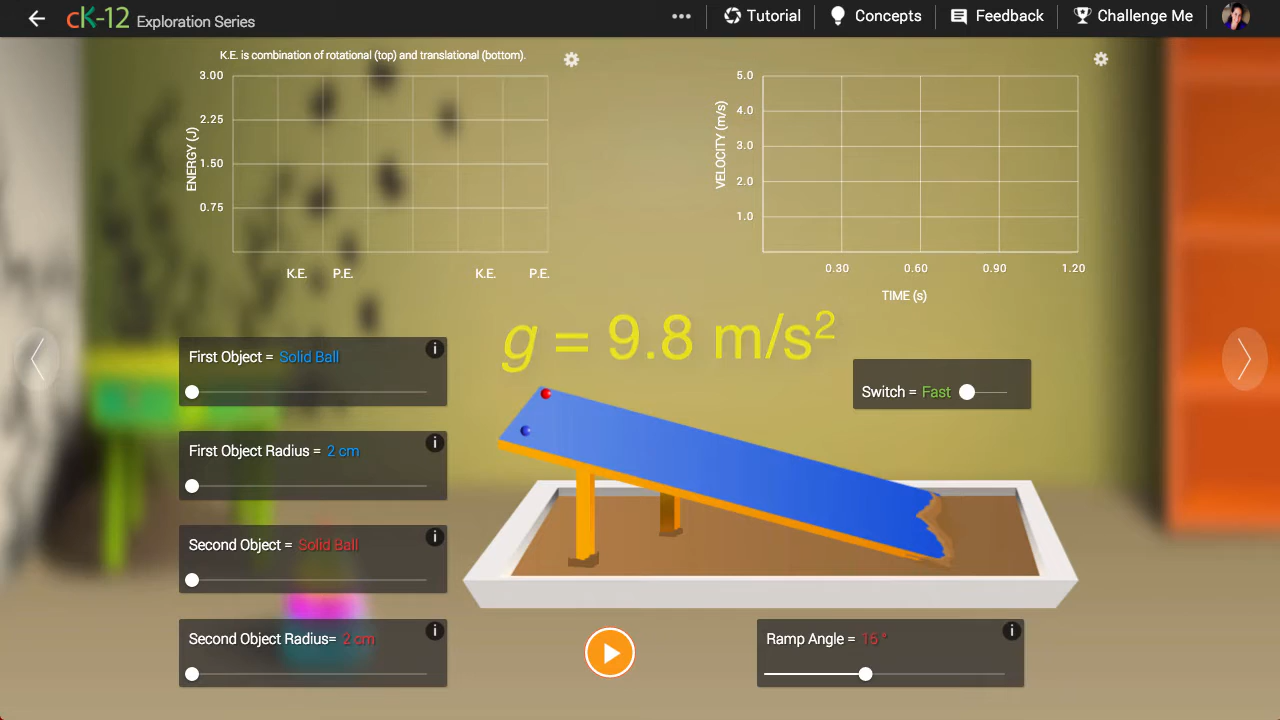 cK-12 Exploration Series
Tutorial
Concepts
Feedback
Challenge Me
K.E. is combination of rotational (top) and translational (bottom).
3.00
2.25
1.50
0.75
ENERGY (J)
K.E. P.E. K.E. P.E.
5.0
4.0
3.0
2.0
1.0
VELOCITY (m/s)
0.30 0.60 0.90 1.20
TIME (s)
g = 9.8 m/s²
First Object = Solid Ball
i
First Object Radius = 2 cm
i
Second Object = Solid Ball
i
Second Object Radius= 2 cm
i
Switch = Fast
Ramp Angle = 15 °
i